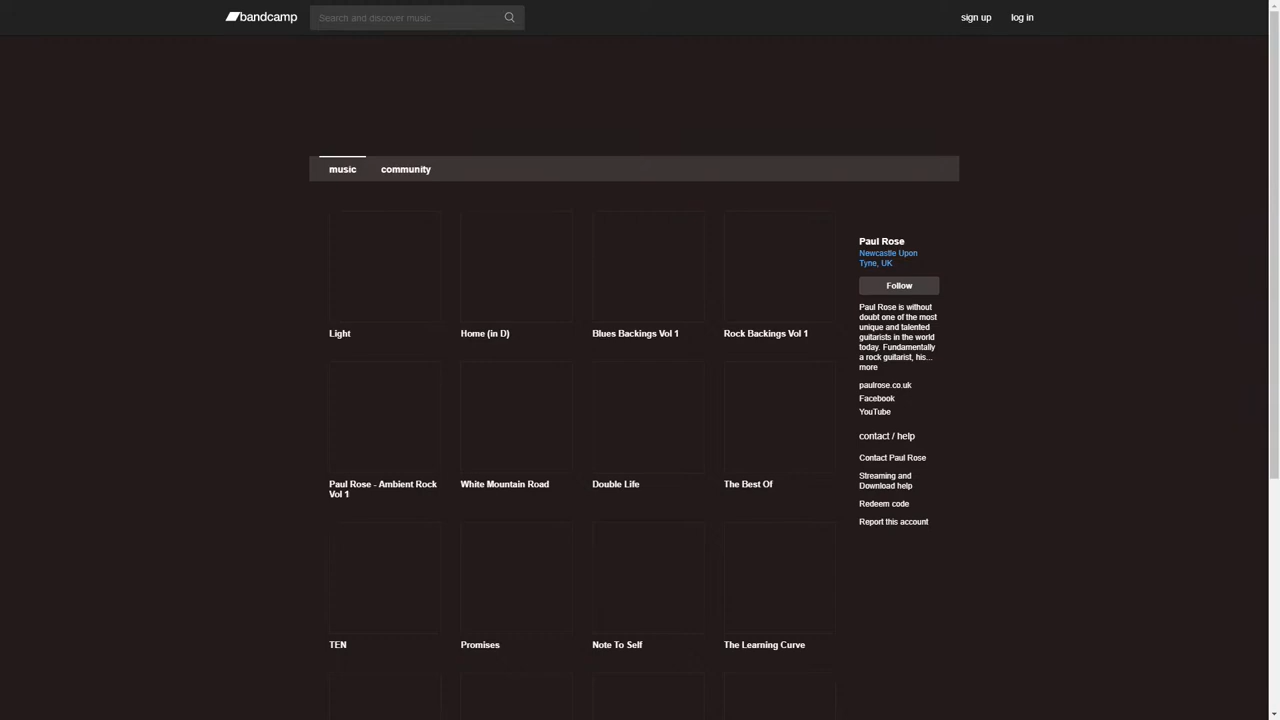 bandcamp
Search and discover music
sign up
log in
music
community
Light
Home (in D)
Blues Backings Vol 1
Rock Backings Vol 1
Paul Rose - Ambient Rock
Vol 1
White Mountain Road
Double Life
The Best Of
TEN
Promises
Note To Self
The Learning Curve
Paul Rose
Newcastle Upon
Tyne, UK
Follow
Paul Rose is without
doubt one of the most
unique and talented
guitarists in the world
today. Fundamentally
a rock guitarist, his...
more
paulrose.co.uk
Facebook
YouTube
contact / help
Contact Paul Rose
Streaming and
Download help
Redeem code
Report this account